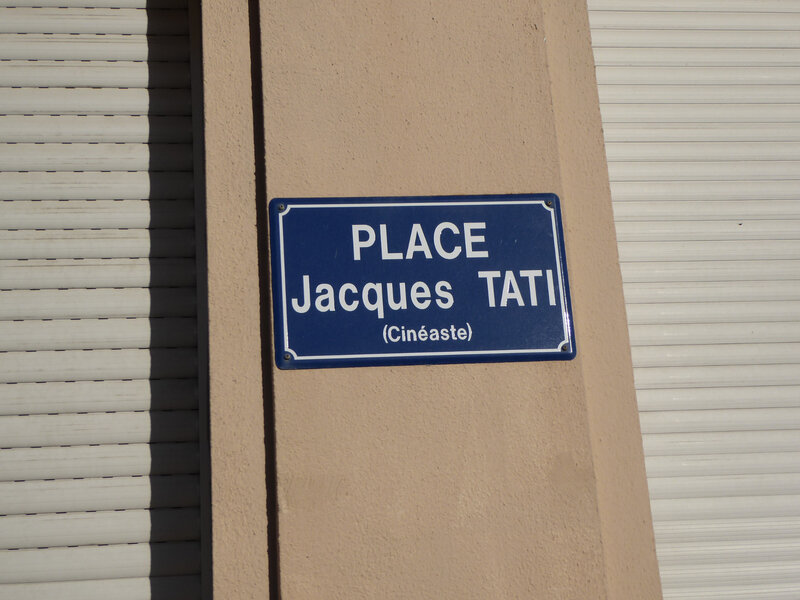 PLACE
Jacques TATI
(Cinéaste)